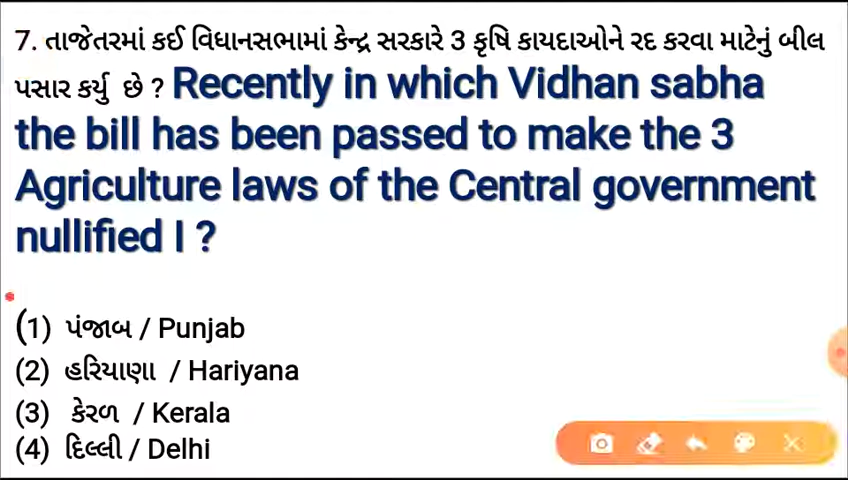 7. તાજેતરમાં કઈ વિધાનસભામાં કેન્દ્ર સરકારે 3 કૃષિ કાયદાઓને રદ કરવા માટેનું બીલ
પસાર કર્યુ છે ? Recently in which Vidhan sabha
the bill has been passed to make the 3
Agriculture laws of the Central government
nullified I ?
(1) પંજાબ / Punjab
(2) હરિયાણા / Hariyana
(3) કેરળ / Kerala
(4) દિલ્લી / Delhi